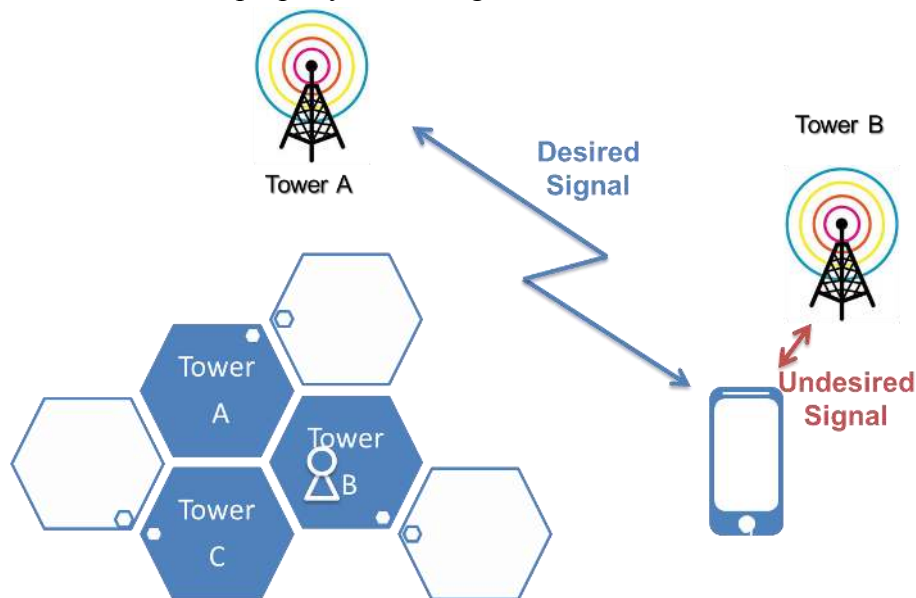 Tower B
Desired
Signal
Tower A
Tower
A
Tower
B
Tower
C
Undesired
Signal